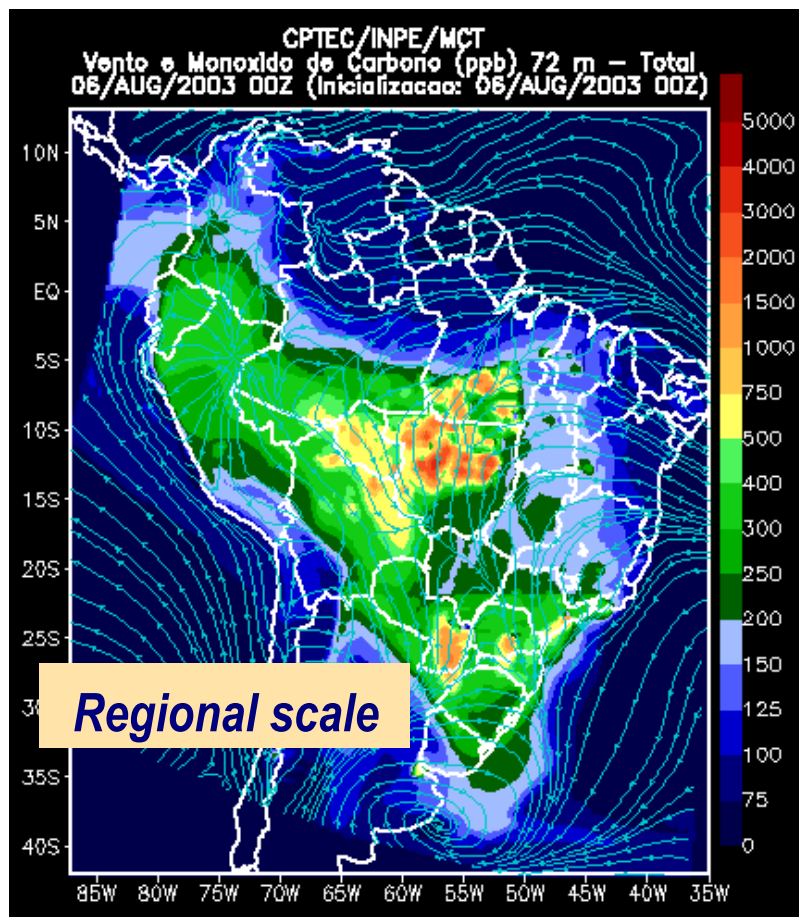 CPTEC/INPE/MCT
Vento e Monoxido de Carbono (ppb) 72 m – Total
06/AUG/2003 00Z (Inicializacao: 06/AUG/2003 00Z)
10N
5N
EQ
5S
10S
15S
20S
25S
35S
40S
85W 80W 75W 70W 65W 60W 55W 50W 45W 40W 35W
5000
4000
3000
2000
1500
1000
750
500
400
300
250
200
150
125
100
75
0
Regional scale